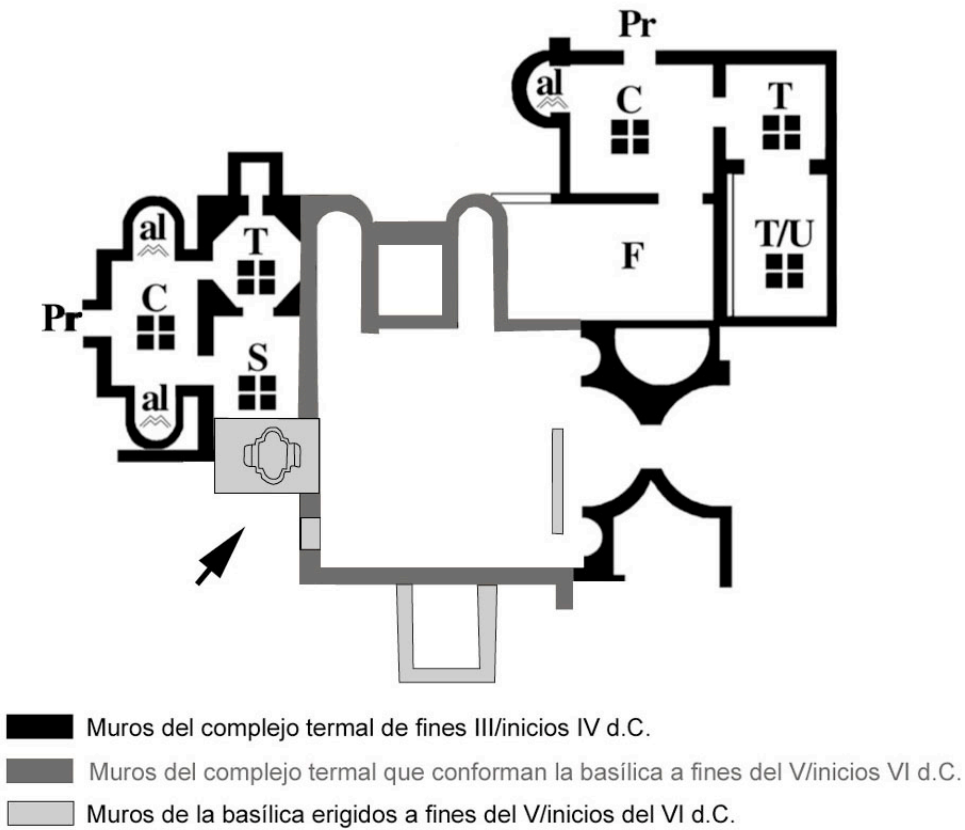 Pr
al
C
T
al
T
T/U
C
F
Pr
S
al
Muros del complejo termal de fines III/inicios IV d.C.
Muros del complejo termal que conforman la basílica a fines del V/inicios VI d.C.
Muros de la basílica erigidos a fines del V/inicios del VI d.C.